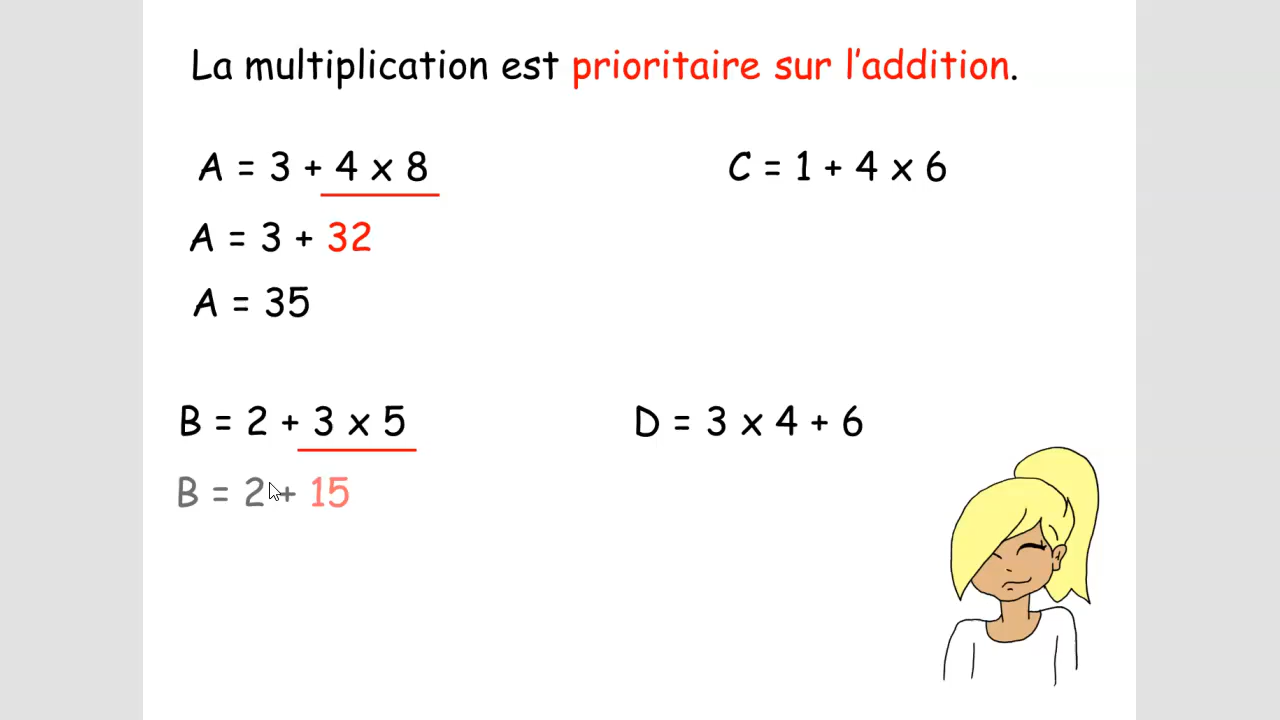 La multiplication est prioritaire sur l'addition.
A = 3 + 4 x 8
A = 3 + 32
A = 35
B = 2 + 3 x 5
B = 2 + 15
C = 1 + 4 x 6
D = 3 x 4 + 6